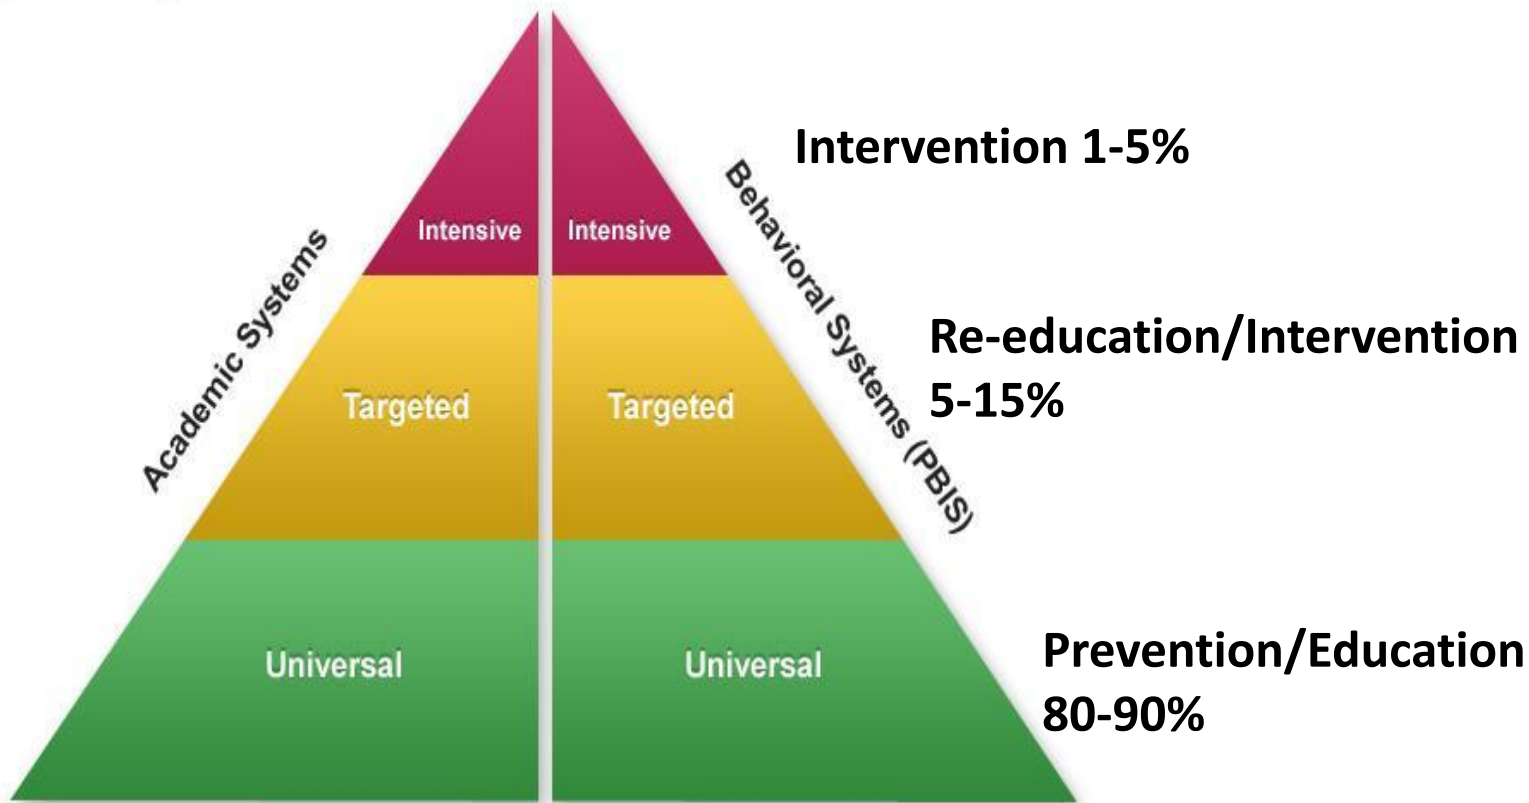 Intervention 1-5%
Intensive
Intensive
Academic Systems
Behavioral Systems (PBIS)
Re-education/Intervention
5-15%
Targeted
Targeted
Universal
Universal
Prevention/Education
80-90%